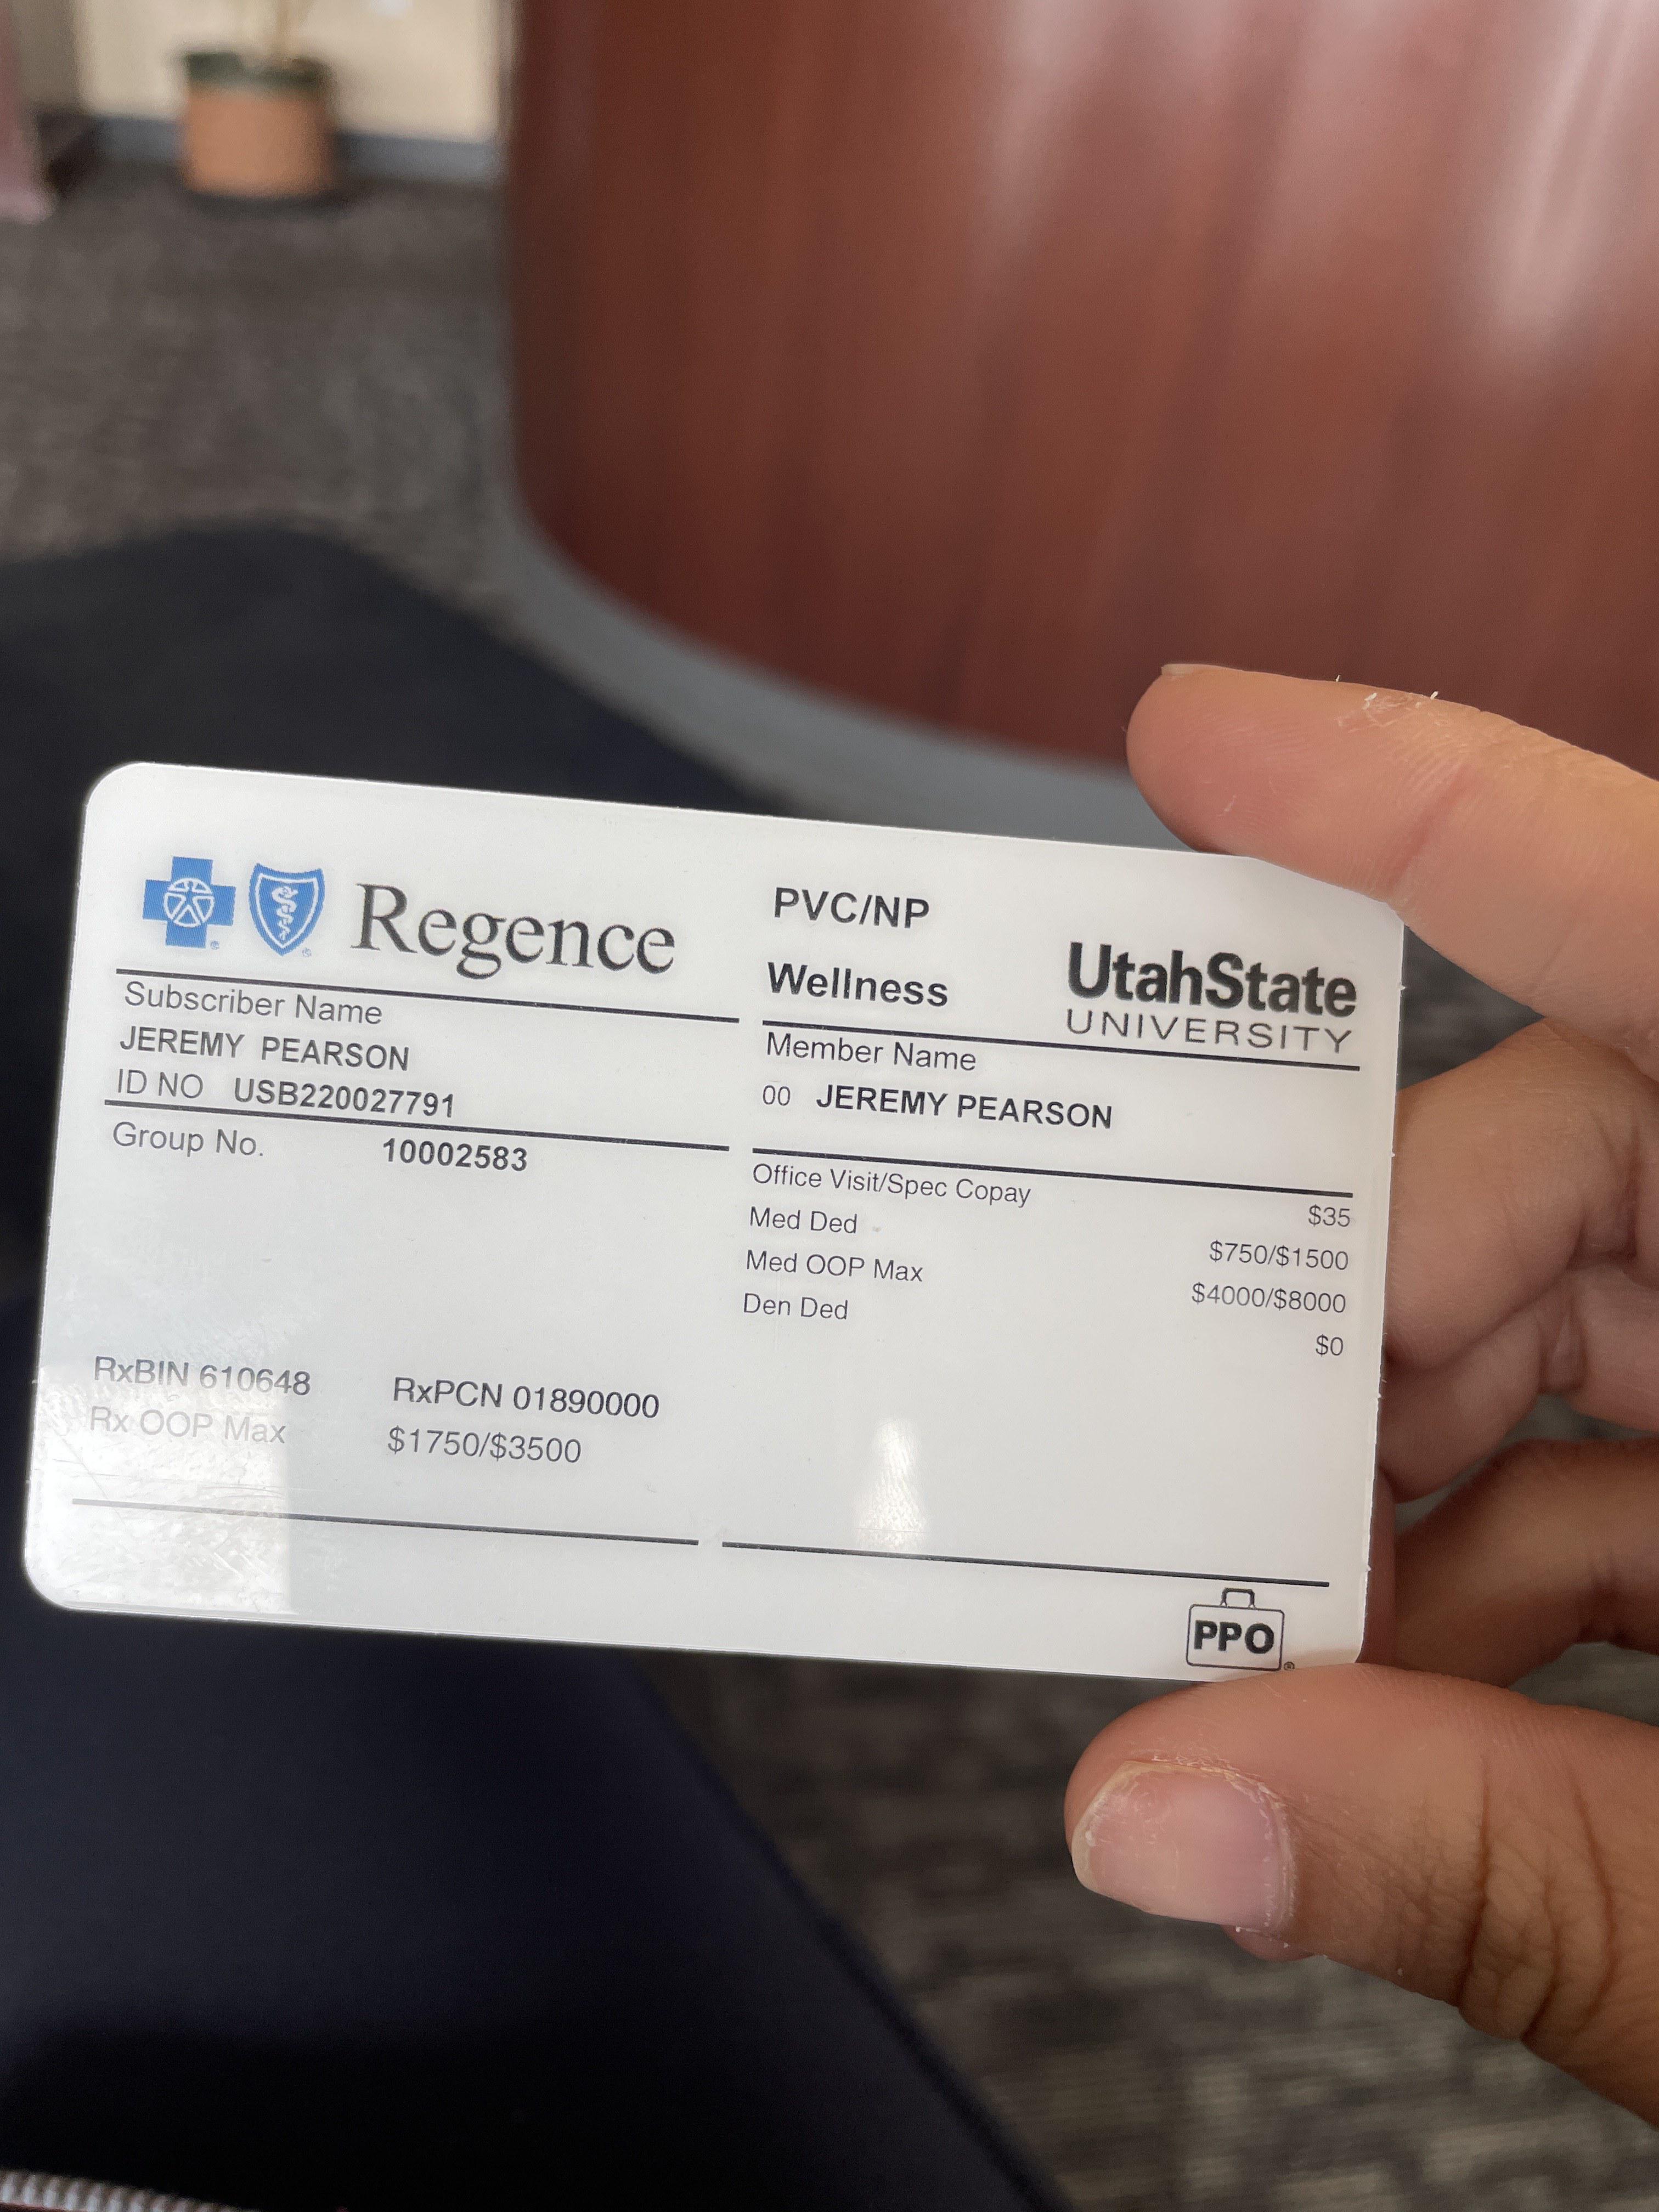 Regence
PVC/NP
Wellness
UtahState
UNIVERSITY
Subscriber Name
JEREMY PEARSON
ID NO USB220027791
Group No. 10002583
Member Name
00 JEREMY PEARSON
Office Visit/Spec Copay $35
Med Ded $750/$1500
Med OOP Max $4000/$8000
Den Ded $0
RxBIN 610648 RxPCN 01890000
Rx OOP Max $1750/$3500
PPO®